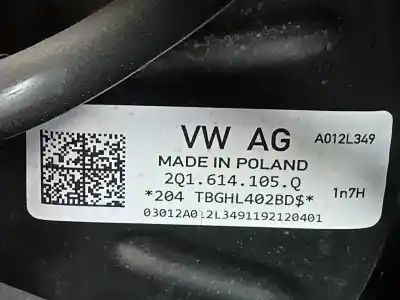 VW AG
A012L349
MADE IN POLAND
2Q1.614.105.Q
*204 TBGHL402BD$*
1n7H
03012A012L3491192120401